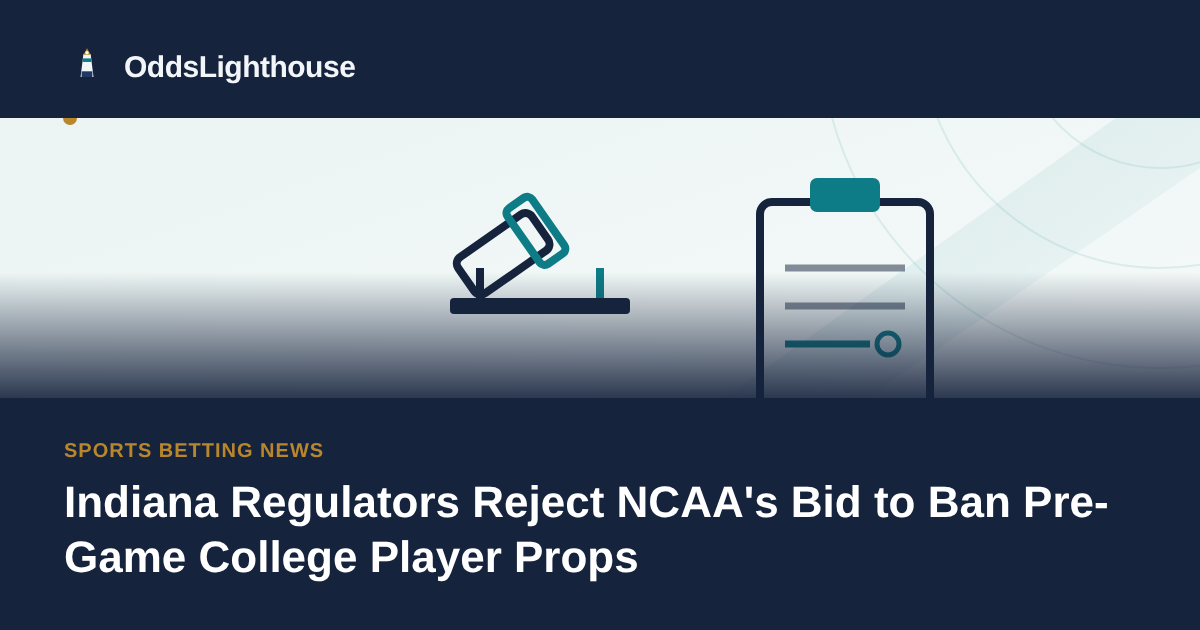 OddsLighthouse
SPORTS BETTING NEWS
Indiana Regulators Reject NCAA's Bid to Ban Pre-
Game College Player Props